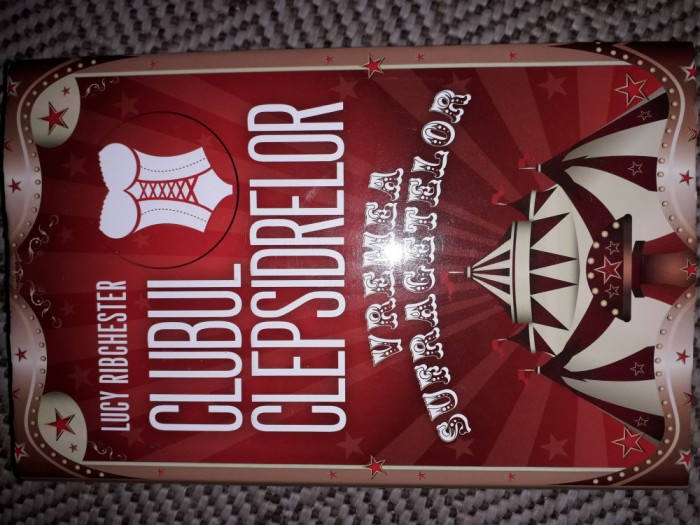 LUCY RIBCHESTER
CLUBUL
CLEPSIDRELOR
VREMEA
SUFRAGETELOR